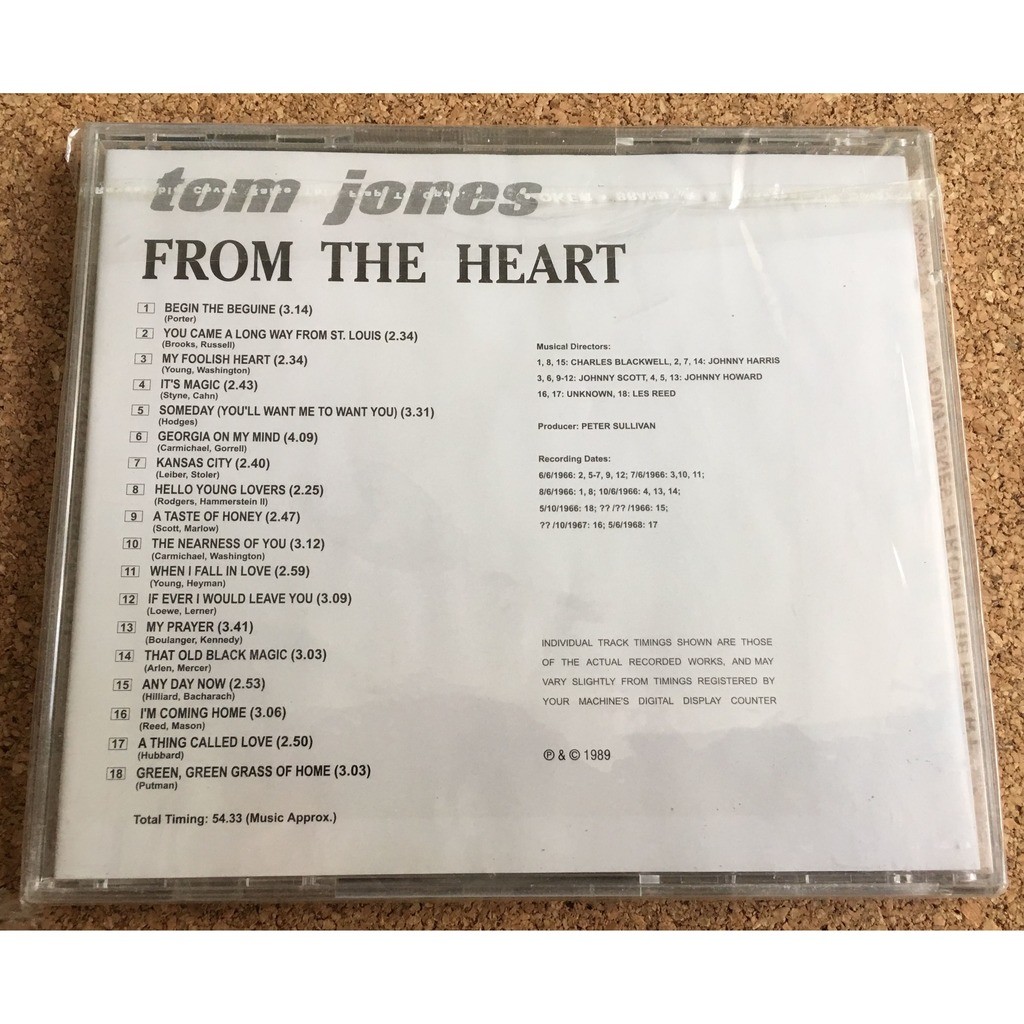 tom jones
FROM THE HEART
1 BEGIN THE BEGUINE (3.14)
(Porter)
2 YOU CAME A LONG WAY FROM ST. LOUIS (2.34)
(Brooks, Russell)
3 MY FOOLISH HEART (2.34)
(Young, Washington)
4 IT'S MAGIC (2.43)
(Styne, Cahn)
5 SOMEDAY (YOU'LL WANT ME TO WANT YOU) (3.31)
(Hodges)
6 GEORGIA ON MY MIND (4.09)
(Carmichael, Gorrell)
7 KANSAS CITY (2.40)
(Leiber, Stoler)
8 HELLO YOUNG LOVERS (2.25)
(Rodgers, Hammerstein II)
9 A TASTE OF HONEY (2.47)
(Scott, Marlow)
10 THE NEARNESS OF YOU (3.12)
(Carmichael, Washington)
11 WHEN I FALL IN LOVE (2.59)
(Young, Heyman)
12 IF EVER I WOULD LEAVE YOU (3.09)
(Loewe, Lerner)
13 MY PRAYER (3.41)
(Boulanger, Kennedy)
14 THAT OLD BLACK MAGIC (3.03)
(Arlen, Mercer)
15 ANY DAY NOW (2.53)
(Hilliard, Bacharach)
16 I'M COMING HOME (3.06)
(Reed, Mason)
17 A THING CALLED LOVE (2.50)
(Hubbard)
18 GREEN, GREEN GRASS OF HOME (3.03)
(Putman)
Total Timing: 54.33 (Music Approx.)
Musical Directors:
1, 8, 15: CHARLES BLACKWELL, 2, 7, 14: JOHNNY HARRIS
3, 6, 9-12: JOHNNY SCOTT, 4, 5, 13: JOHNNY HOWARD
16, 17: UNKNOWN, 18: LES REED
Producer: PETER SULLIVAN
Recording Dates:
6/6/1966: 2, 5-7, 9, 12; 7/6/1966: 3,10, 11;
8/6/1966: 1, 8; 10/6/1966: 4, 13, 14;
5/10/1966: 18; ?? /?? /1966: 15;
?? /10/1967: 16; 5/6/1968: 17
INDIVIDUAL TRACK TIMINGS SHOWN ARE THOSE
OF THE ACTUAL RECORDED WORKS, AND MAY
VARY SLIGHTLY FROM TIMINGS REGISTERED BY
YOUR MACHINE'S DIGITAL DISPLAY COUNTER
℗ & © 1989